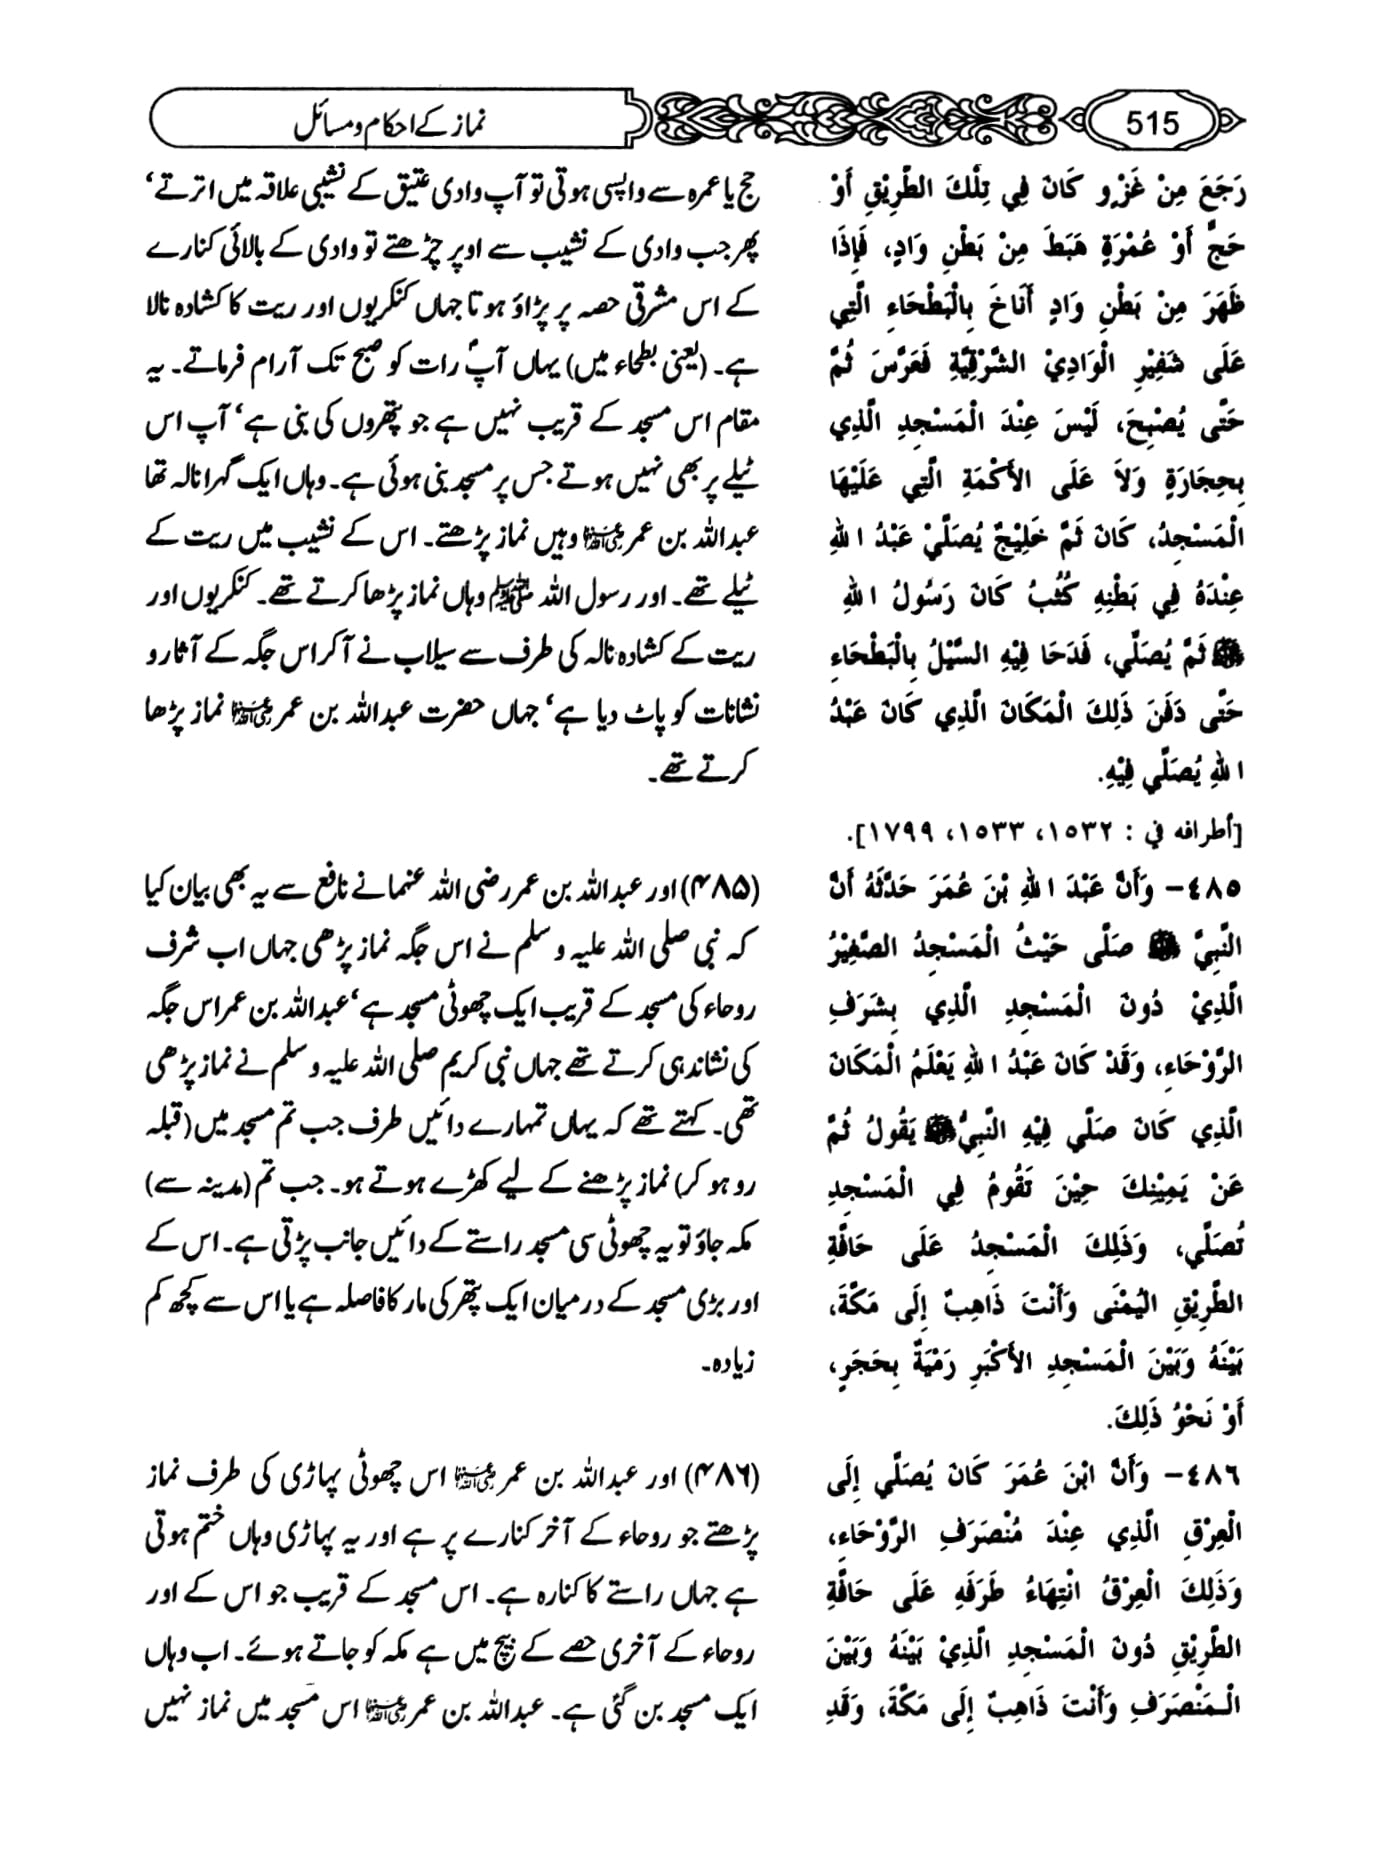 515
نماز کے احکام و مسائل
رَجَعَ مِنْ غَزْوٍ كَانَ فِي تِلْكَ الطَّرِيْقِ أَوْ
حَجٍّ أَوْ عُمْرَةٍ هَبَطَ مِنْ بَطْنِ وَادٍ، فَإِذَا
ظَهَرَ مِنْ بَطْنِ وَادٍ أَنَاخَ بِالْبَطْحَاءِ الَّتِي
عَلَى شَفِيْرِ الْوَادِيْ الشَّرْقِيَّةِ فَعَرَّسَ ثَمَّ
حَتَّى يُصْبِحَ، لَيْسَ عِنْدَ الْمَسْجِدِ الَّذِي
بِحِجَارَةٍ وَلاَ عَلَى الأَكْمَةِ الَّتِي عَلَيْهَا
الْمَسْجِدُ، كَانَ ثَمَّ خَلِيْجٌ يُصَلِّيْ عَبْدُ اللهِ
عِنْدَهُ فِي بَطْنِهِ كُثُبٌ كَانَ رَسُولُ اللهِ
ﷺ ثَمَّ يُصَلِّي، فَدَحَا فِيْهِ السَّيْلُ بِالْبَطْحَاءِ
حَتَّى دَفَنَ ذَلِكَ الْمَكَانَ الَّذِي كَانَ عَبْدُ
اللهِ يُصَلِّي فِيْهِ.
[أطرافه في : ١٥٣٢، ١٥٣٣، ١٧٩٩].
٤٨٥- وَأَنَّ عَبْدَ اللهِ بْنَ عُمَرَ حَدَّثَهُ أَنَّ
النَّبِيَّ ﷺ صَلَّى حَيْثُ الْمَسْجِدُ الصَّغِيْرُ
الَّذِيْ دُونَ الْمَسْجِدِ الَّذِي بِشَرَفِ
الرَّوْحَاءِ، وَقَدْ كَانَ عَبْدُ اللهِ يَعْلَمُ الْمَكَانَ
الَّذِي كَانَ صَلَّى فِيْهِ النَّبِيُّ ﷺ يَقُولُ ثَمَّ
عَنْ يَمِيْنِكَ حِيْنَ تَقُومُ فِي الْمَسْجِدِ
تُصَلِّي، وَذَلِكَ الْمَسْجِدُ عَلَى حَافَّةِ
الطَّرِيْقِ الْيُمْنَى وَأَنْتَ ذَاهِبٌ إِلَى مَكَّةَ،
بَيْنَهُ وَبَيْنَ الْمَسْجِدِ الأَكْبَرِ رَمْيَةٌ بِحَجَرٍ،
أَوْ نَحْوُ ذَلِكَ.
٤٨٦- وَأَنَّ ابْنَ عُمَرَ كَانَ يُصَلِّي إِلَى
الْعِرْقِ الَّذِي عِنْدَ مُنْصَرَفِ الرَّوْحَاءِ،
وَذَلِكَ الْعِرْقُ انْتِهَاءُ طَرَفِهِ عَلَى حَافَّةِ
الطَّرِيْقِ دُونَ الْمَسْجِدِ الَّذِيْ بَيْنَهُ وَبَيْنَ
الْـمَنْصَرَفِ وَأَنْتَ ذَاهِبٌ إِلَى مَكَّةَ، وَقَدِ
حج یا عمرہ سے واپسی ہوتی تو آپ وادی عتیق کے نشیبی علاقہ میں اترتے‘
پھر جب وادی کے نشیب سے اوپر چڑھتے تو وادی کے بالائی کنارے
کے اس مشرقی حصہ پر پڑاؤ ہوتا جہاں کنکریوں اور ریت کا کشادہ نالا
ہے۔ (یعنی بطحاء میں) یہاں آپؐ رات کو صبح تک آرام فرماتے۔ یہ
مقام اس مسجد کے قریب نہیں ہے جو پتھروں کی بنی ہے‘ آپ اس
ٹیلے پر بھی نہیں ہوتے جس پر مسجد بنی ہوئی ہے۔ وہاں ایک گہرا نالہ تھا
عبداللہ بن عمر رضی اللہ عنہما وہیں نماز پڑھتے۔ اس کے نشیب میں ریت کے
ٹیلے تھے۔ اور رسول اللہ ﷺ وہاں نماز پڑھا کرتے تھے۔ کنکریوں اور
ریت کے کشادہ نالہ کی طرف سے سیلاب نے آکر اس جگہ کے آثار و
نشانات کو پاٹ دیا ہے‘ جہاں حضرت عبداللہ بن عمر رضی اللہ عنہما نماز پڑھا
کرتے تھے۔
(۴۸۵) اور عبداللہ بن عمر رضی اللہ عنہما نے نافع سے یہ بھی بیان کیا
کہ نبی صلی اللہ علیہ و سلم نے اس جگہ نماز پڑھی جہاں اب شرف
روحاء کی مسجد کے قریب ایک چھوٹی مسجد ہے‘ عبداللہ بن عمر اس جگہ
کی نشاندہی کرتے تھے جہاں نبی کریم صلی اللہ علیہ و سلم نے نماز پڑھی
تھی۔ کہتے تھے کہ یہاں تمہارے دائیں طرف جب تم مسجد میں (قبلہ
رو ہو کر) نماز پڑھنے کے لیے کھڑے ہوتے ہو۔ جب تم (مدینہ سے)
مکہ جاؤ تو یہ چھوٹی سی مسجد راستے کے دائیں جانب پڑتی ہے۔ اس کے
اور بڑی مسجد کے درمیان ایک پتھر کی مار کا فاصلہ ہے یا اس سے کچھ کم
زیادہ۔
(۴۸۶) اور عبداللہ بن عمر رضی اللہ عنہما اس چھوٹی پہاڑی کی طرف نماز
پڑھتے جو روحاء کے آخر کنارے پر ہے اور یہ پہاڑی وہاں ختم ہوتی
ہے جہاں راستے کا کنارہ ہے۔ اس مسجد کے قریب جو اس کے اور
روحاء کے آخری حصے کے بیچ میں ہے مکہ کو جاتے ہوئے۔ اب وہاں
ایک مسجد بن گئی ہے۔ عبداللہ بن عمر رضی اللہ عنہما اس مسجد میں نماز نہیں